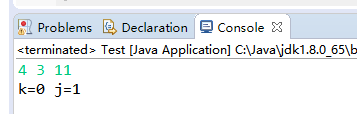 Problems Declaration Console
<terminated> Test [Java Application] C:\Java\jdk1.8.0_65\b
4 3 11
k=0 j=1